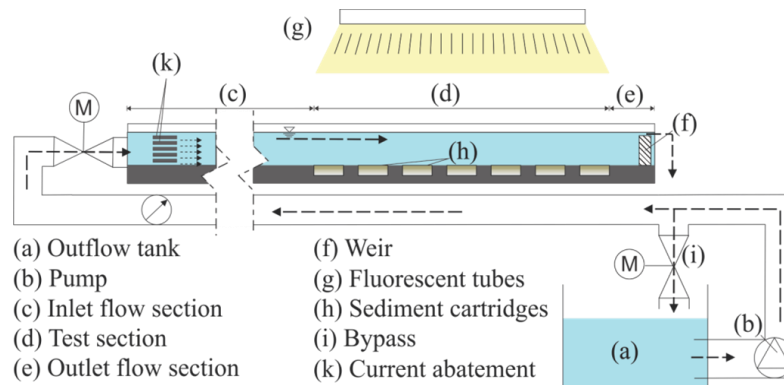 (g)
(k)
M
(c)
(d)
(e)
(f)
(h)
(a) Outflow tank
(b) Pump
(c) Inlet flow section
(d) Test section
(e) Outlet flow section
(f) Weir
(g) Fluorescent tubes
(h) Sediment cartridges
(i) Bypass
(k) Current abatement
M
(i)
(a)
(b)